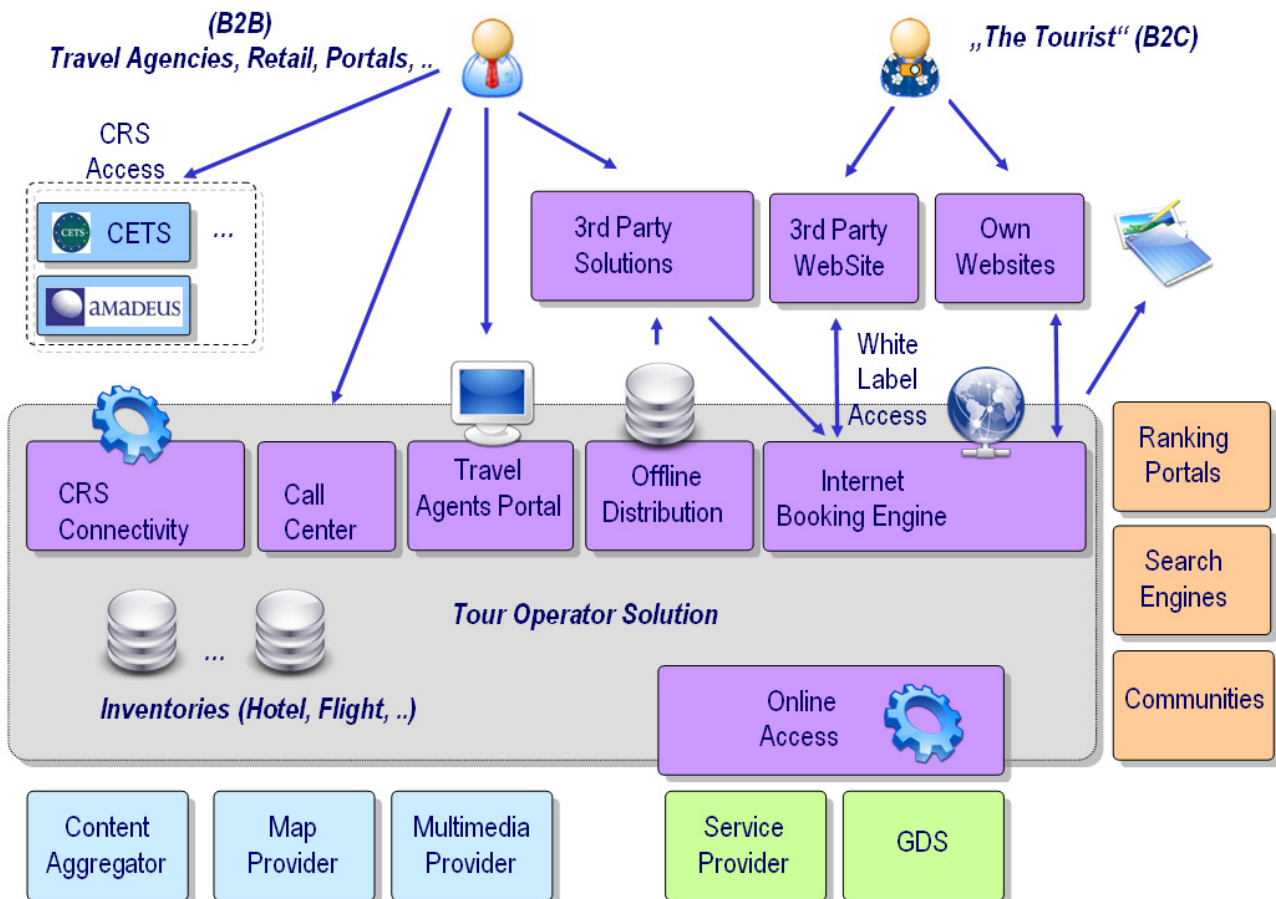 (B2B)
Travel Agencies, Retail, Portals, ..
„The Tourist“ (B2C)
CRS
Access
CETS
CETS
...
amadeus
3rd Party
Solutions
3rd Party
WebSite
Own
Websites
White
Label
Access
CRS
Connectivity
Call
Center
Travel
Agents Portal
Offline
Distribution
Internet
Booking Engine
Ranking
Portals
Search
Engines
Communities
Tour Operator Solution
...
Inventories (Hotel, Flight, ..)
Online
Access
Content
Aggregator
Map
Provider
Multimedia
Provider
Service
Provider
GDS